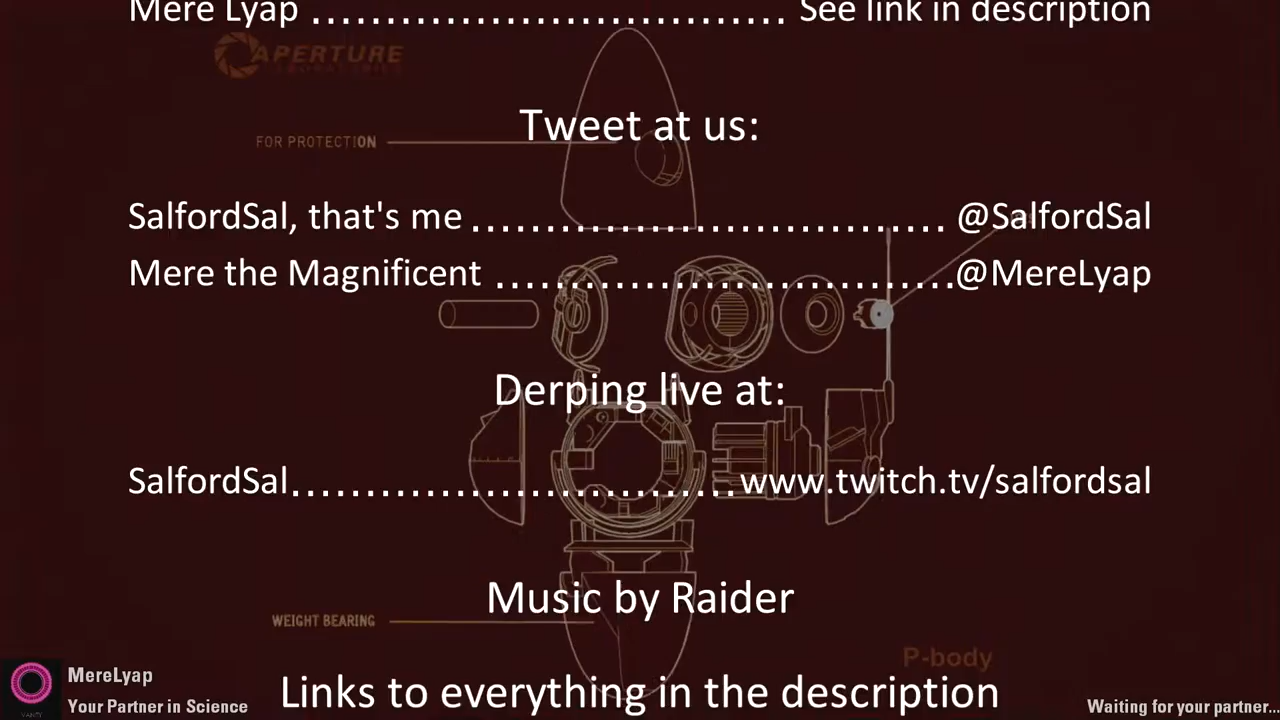 Mere Lyap ....................................... See link in description
APERTURE
Tweet at us:
FOR PROTECTION
SalfordSal, that's me ....................................... @SalfordSal
Mere the Magnificent .......................................@MereLyap
Derping live at:
SalfordSal.......................................www.twitch.tv/salfordsal
Music by Raider
WEIGHT BEARING
P-body
MereLyap
Your Partner in Science
Links to everything in the description
Waiting for your partner...